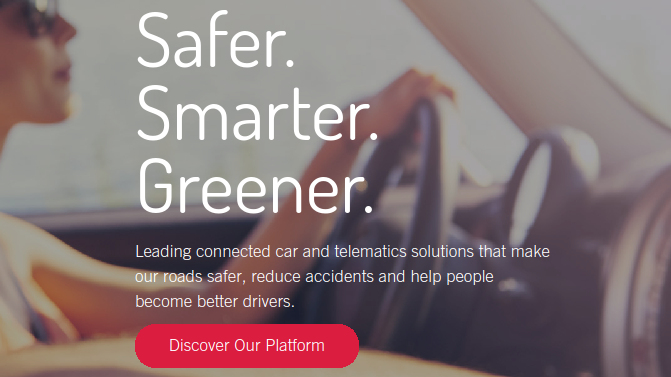 Safer.
Smarter.
Greener.
Leading connected car and telematics solutions that make
our roads safer, reduce accidents and help people
become better drivers.
Discover Our Platform